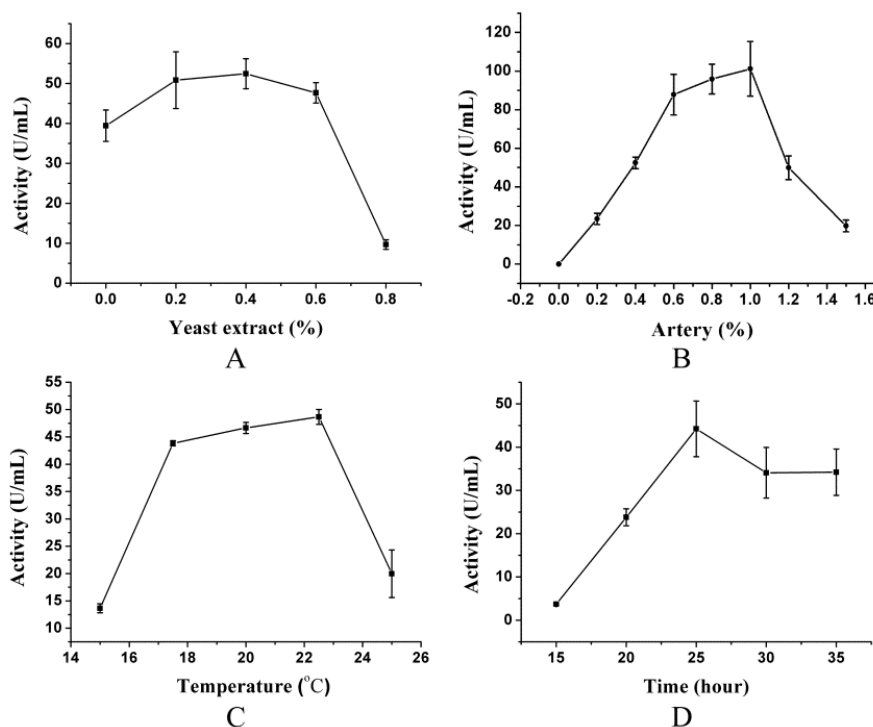 Activity (U/mL)
60
50
40
30
20
10
0
0.0 0.2 0.4 0.6 0.8
Yeast extract (%)
A
Activity (U/mL)
120
100
80
60
40
20
0
-0.2 0.0 0.2 0.4 0.6 0.8 1.0 1.2 1.4 1.6
Artery (%)
B
Activity (U/mL)
55
50
45
40
35
30
25
20
15
10
14 16 18 20 22 24 26
Temperature (°C)
C
Activity (U/mL)
50
40
30
20
10
0
15 20 25 30 35
Time (hour)
D